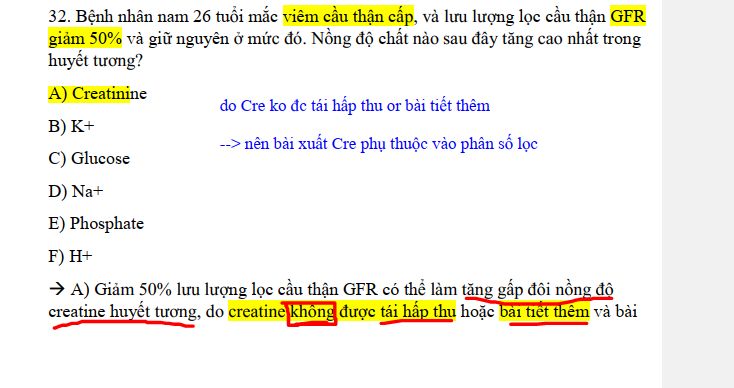 32. Bệnh nhân nam 26 tuổi mắc viêm cầu thận cấp, và lưu lượng lọc cầu thận GFR
giảm 50% và giữ nguyên ở mức đó. Nồng độ chất nào sau đây tăng cao nhất trong
huyết tương?
A) Creatinine
do Cre ko đc tái hấp thu or bài tiết thêm
B) K+
--> nên bài xuất Cre phụ thuộc vào phân số lọc
C) Glucose
D) Na+
E) Phosphate
F) H+
→ A) Giảm 50% lưu lượng lọc cầu thận GFR có thể làm tăng gấp đôi nồng độ
creatine huyết tương, do creatine không được tái hấp thu hoặc bài tiết thêm và bài